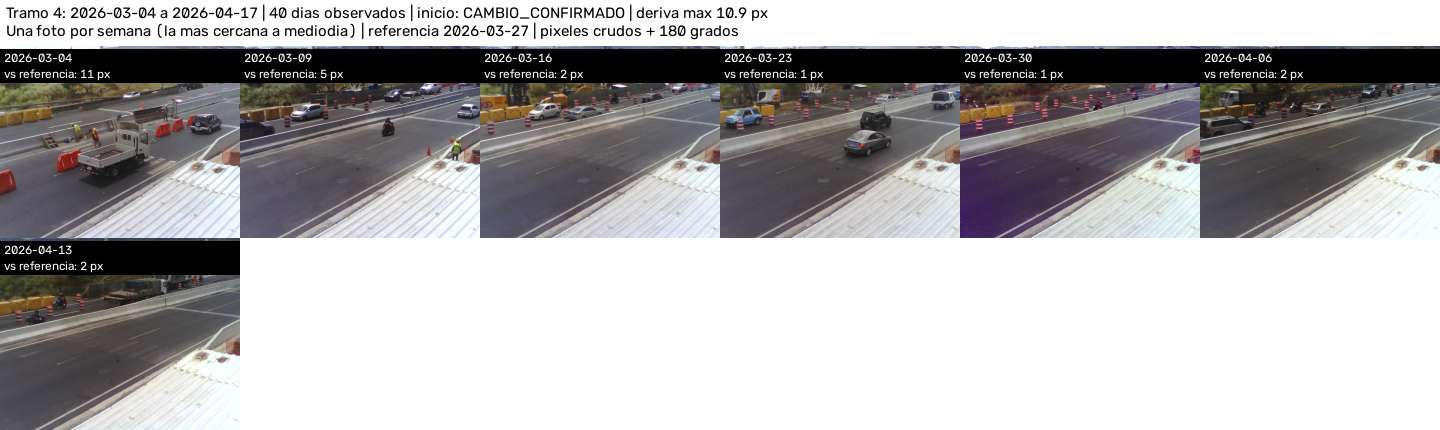 Tramo 4: 2026-03-04 a 2026-04-17 | 40 dias observados | inicio: CAMBIO_CONFIRMADO | deriva max 10.9 px
Una foto por semana (la mas cercana a mediodia) | referencia 2026-03-27 | pixeles crudos + 180 grados
2026-03-04
vs referencia: 11 px
2026-03-09
vs referencia: 5 px
2026-03-16
vs referencia: 2 px
2026-03-23
vs referencia: 1 px
2026-03-30
vs referencia: 1 px
2026-04-06
vs referencia: 2 px
2026-04-13
vs referencia: 2 px